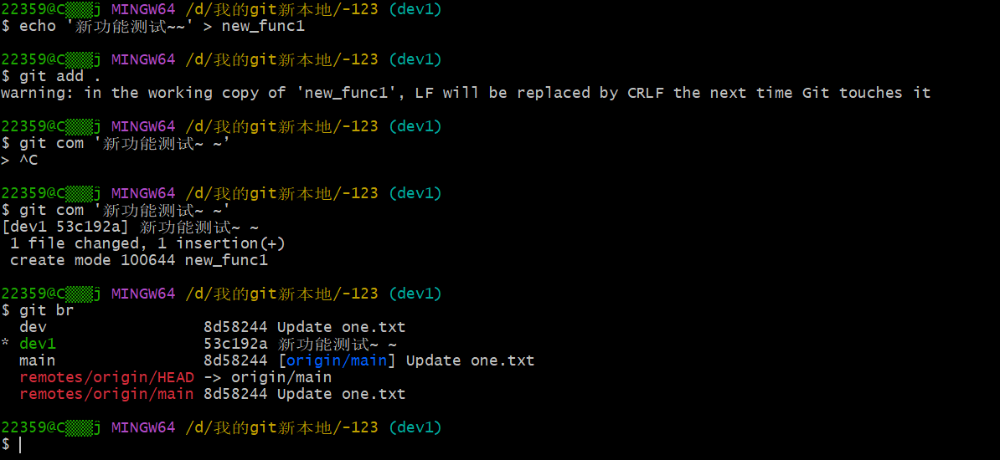 22359@C▒▒▒ĵ MINGW64 /d/我的git新本地/-123 (dev1)
$ echo '新功能测试~~' > new_func1
22359@C▒▒▒ĵ MINGW64 /d/我的git新本地/-123 (dev1)
$ git add .
warning: in the working copy of 'new_func1', LF will be replaced by CRLF the next time Git touches it
22359@C▒▒▒ĵ MINGW64 /d/我的git新本地/-123 (dev1)
$ git com '新功能测试~ ~’
> ^C
22359@C▒▒▒ĵ MINGW64 /d/我的git新本地/-123 (dev1)
$ git com '新功能测试~ ~'
[dev1 53c192a] 新功能测试~ ~
 1 file changed, 1 insertion(+)
 create mode 100644 new_func1
22359@C▒▒▒ĵ MINGW64 /d/我的git新本地/-123 (dev1)
$ git br
  dev                 8d58244 Update one.txt
* dev1                53c192a 新功能测试~ ~
  main                8d58244 [origin/main] Update one.txt
  remotes/origin/HEAD -> origin/main
  remotes/origin/main 8d58244 Update one.txt
22359@C▒▒▒ĵ MINGW64 /d/我的git新本地/-123 (dev1)
$